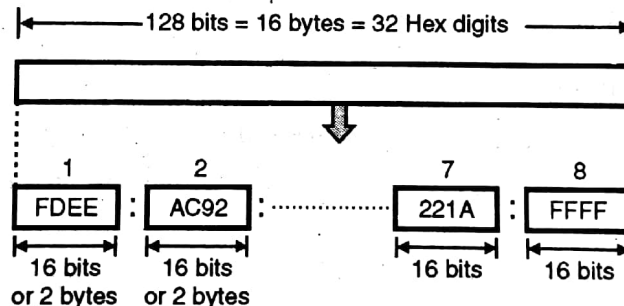 128 bits = 16 bytes = 32 Hex digits
1 2 7 8
FDEE : AC92 : 221A : FFFF
16 bits 16 bits 16 bits 16 bits
or 2 bytes or 2 bytes